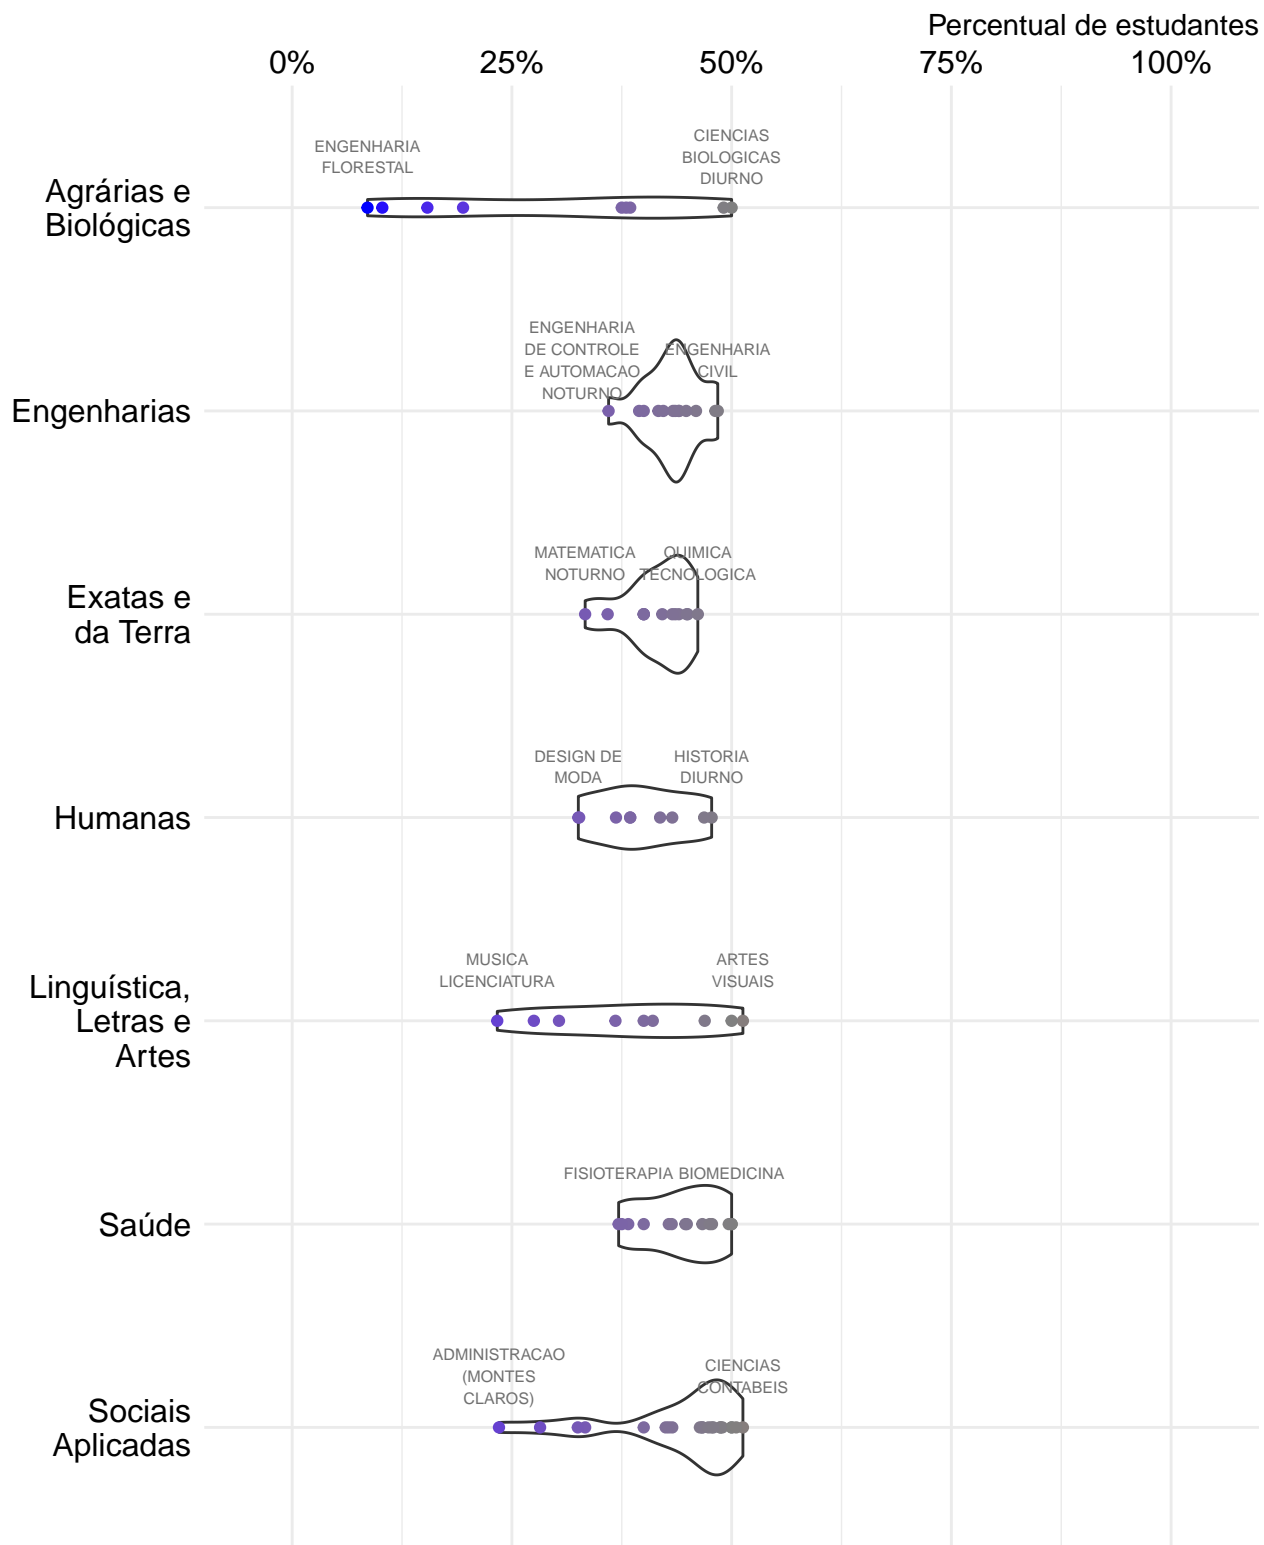 Percentual de estudantes
0% 25% 50% 75% 100%
ENGENHARIA
FLORESTAL
CIENCIAS
BIOLOGICAS
DIURNO
Agrárias e
Biológicas
ENGENHARIA
DE CONTROLE
E AUTOMACAO
NOTURNO
ENGENHARIA
CIVIL
Engenharias
MATEMATICA
NOTURNO
QUIMICA
TECNOLOGICA
Exatas e
da Terra
DESIGN DE
MODA
HISTORIA
DIURNO
Humanas
MUSICA
LICENCIATURA
ARTES
VISUAIS
Linguística,
Letras e
Artes
FISIOTERAPIA
BIOMEDICINA
Saúde
ADMINISTRACAO
(MONTES
CLAROS)
CIENCIAS
CONTABEIS
Sociais
Aplicadas